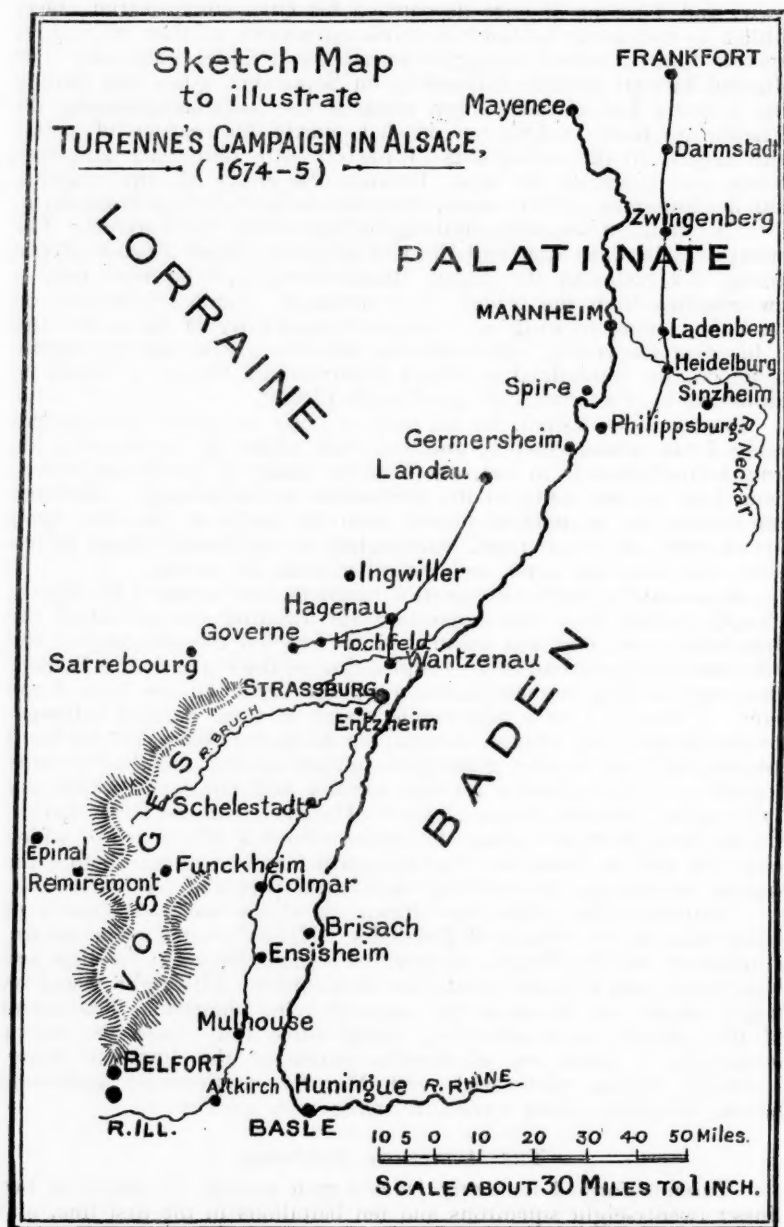 Sketch Map
to illustrate
TURENNE'S CAMPAIGN IN ALSACE,
(1674-5)
FRANKFORT
Mayence
Darmstadt
LORRAINE
Zwingenberg
PALATINATE
MANNHEIM
Ladenberg
Heidelburg
Spire
Sinzheim
Philippsburg
R. Neckar
Germersheim
Landau
Ingwiller
Hagenau
Governe
Hochfeld
Sarrebourg
Wantzenau
STRASSBURG
BADEN
R. BRUCH
Entzheim
VOSGES
Schelestadt
Epinal
Funckheim
Remiremont
Colmar
Brisach
Ensisheim
Mulhouse
BELFORT
Altkirch
Huningue
R. RHINE
R. ILL.
BASLE
10 5 0 10 20 30 40 50 Miles.
SCALE ABOUT 30 MILES TO 1 INCH.